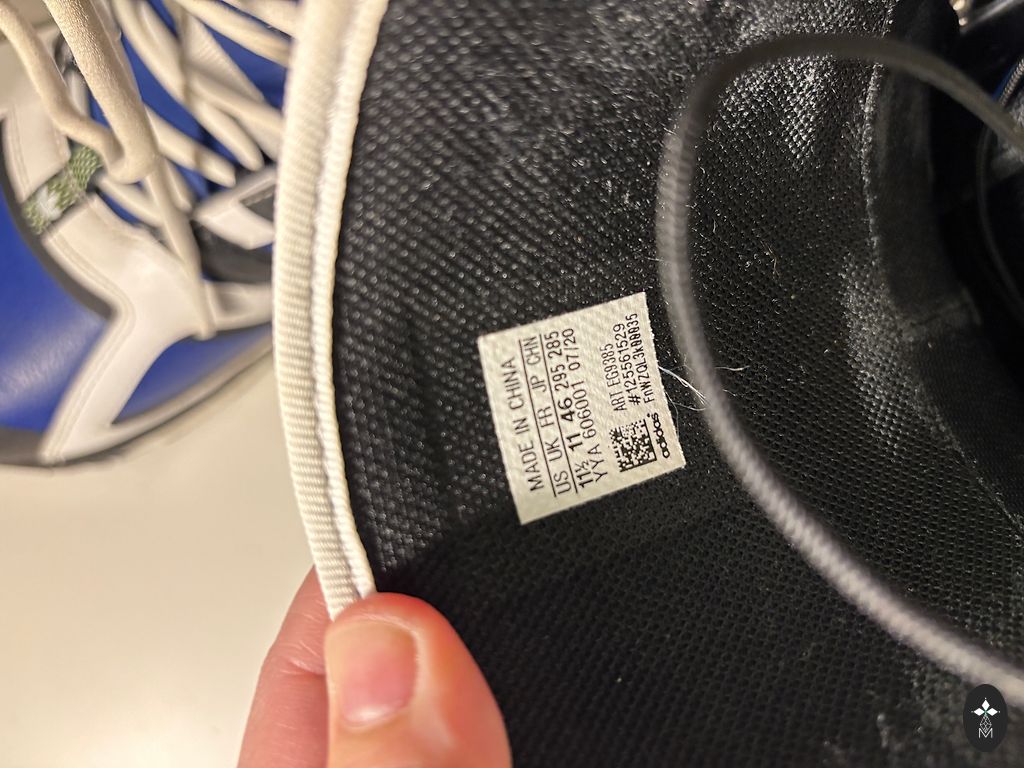 MADE IN CHINA
US UK FR JP CHN
11½ 11 46 295 285
YYA 606001 07/20
ART EG9385
#125561529
adidas
M